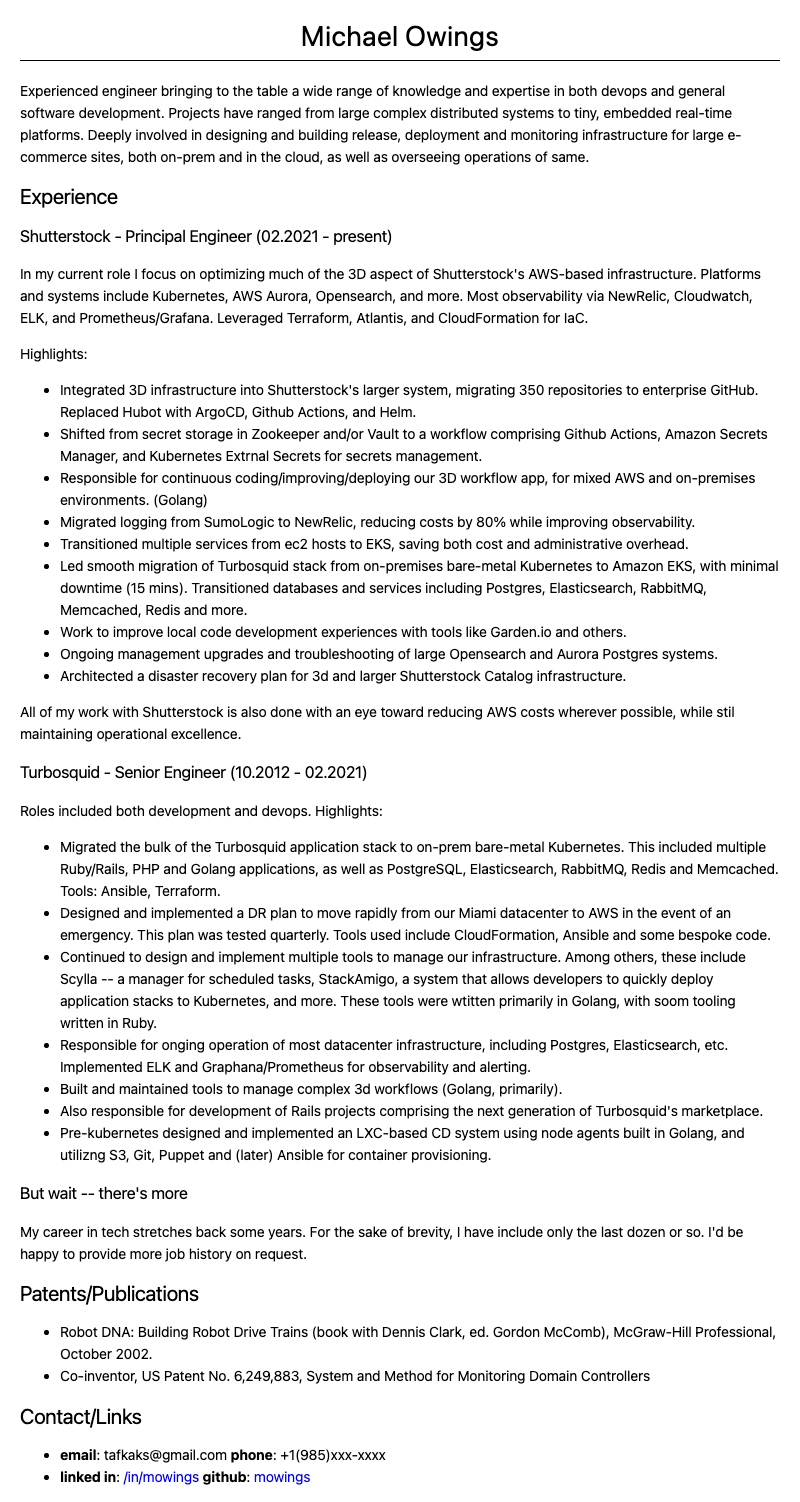 Michael Owings
Experienced engineer bringing to the table a wide range of knowledge and expertise in both devops and general
software development. Projects have ranged from large complex distributed systems to tiny, embedded real-time
platforms. Deeply involved in designing and building release, deployment and monitoring infrastructure for large e-
commerce sites, both on-prem and in the cloud, as well as overseeing operations of same.
Experience
Shutterstock - Principal Engineer (02.2021 - present)
In my current role I focus on optimizing much of the 3D aspect of Shutterstock's AWS-based infrastructure. Platforms
and systems include Kubernetes, AWS Aurora, Opensearch, and more. Most observability via NewRelic, Cloudwatch,
ELK, and Prometheus/Grafana. Leveraged Terraform, Atlantis, and CloudFormation for IaC.
Highlights:
• Integrated 3D infrastructure into Shutterstock's larger system, migrating 350 repositories to enterprise GitHub.
Replaced Hubot with ArgoCD, Github Actions, and Helm.
• Shifted from secret storage in Zookeeper and/or Vault to a workflow comprising Github Actions, Amazon Secrets
Manager, and Kubernetes Extrnal Secrets for secrets management.
• Responsible for continuous coding/improving/deploying our 3D workflow app, for mixed AWS and on-premises
environments. (Golang)
• Migrated logging from SumoLogic to NewRelic, reducing costs by 80% while improving observability.
• Transitioned multiple services from ec2 hosts to EKS, saving both cost and administrative overhead.
• Led smooth migration of Turbosquid stack from on-premises bare-metal Kubernetes to Amazon EKS, with minimal
downtime (15 mins). Transitioned databases and services including Postgres, Elasticsearch, RabbitMQ,
Memcached, Redis and more.
• Work to improve local code development experiences with tools like Garden.io and others.
• Ongoing management upgrades and troubleshooting of large Opensearch and Aurora Postgres systems.
• Architected a disaster recovery plan for 3d and larger Shutterstock Catalog infrastructure.
All of my work with Shutterstock is also done with an eye toward reducing AWS costs wherever possible, while stil
maintaining operational excellence.
Turbosquid - Senior Engineer (10.2012 - 02.2021)
Roles included both development and devops. Highlights:
• Migrated the bulk of the Turbosquid application stack to on-prem bare-metal Kubernetes. This included multiple
Ruby/Rails, PHP and Golang applications, as well as PostgreSQL, Elasticsearch, RabbitMQ, Redis and Memcached.
Tools: Ansible, Terraform.
• Designed and implemented a DR plan to move rapidly from our Miami datacenter to AWS in the event of an
emergency. This plan was tested quarterly. Tools used include CloudFormation, Ansible and some bespoke code.
• Continued to design and implement multiple tools to manage our infrastructure. Among others, these include
Scylla -- a manager for scheduled tasks, StackAmigo, a system that allows developers to quickly deploy
application stacks to Kubernetes, and more. These tools were wtitten primarily in Golang, with soom tooling
written in Ruby.
• Responsible for onging operation of most datacenter infrastructure, including Postgres, Elasticsearch, etc.
Implemented ELK and Graphana/Prometheus for observability and alerting.
• Built and maintained tools to manage complex 3d workflows (Golang, primarily).
• Also responsible for development of Rails projects comprising the next generation of Turbosquid's marketplace.
• Pre-kubernetes designed and implemented an LXC-based CD system using node agents built in Golang, and
utilizng S3, Git, Puppet and (later) Ansible for container provisioning.
But wait -- there's more
My career in tech stretches back some years. For the sake of brevity, I have include only the last dozen or so. I'd be
happy to provide more job history on request.
Patents/Publications
• Robot DNA: Building Robot Drive Trains (book with Dennis Clark, ed. Gordon McComb), McGraw-Hill Professional,
October 2002.
• Co-inventor, US Patent No. 6,249,883, System and Method for Monitoring Domain Controllers
Contact/Links
• email: tafkaks@gmail.com phone: +1(985)xxx-xxxx
• linked in: /in/mowings github: mowings